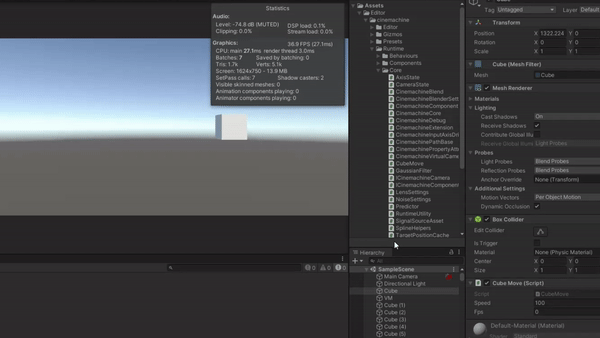 Statistics
Audio:
Level: -74.8 dB (MUTED)
DSP load: 0.1%
Clipping: 0.0%
Stream load: 0.0%
Graphics:
36.9 FPS (27.1ms)
CPU: main 27.1ms render thread 3.0ms
Batches: 7
Saved by batching: 0
Tris: 1.7k
Verts: 5.1k
Screen: 1624x750 - 13.9 MB
SetPass calls: 7
Shadow casters: 2
Visible skinned meshes: 0
Animation components playing: 0
Animator components playing: 0
0
0
0
Assets
Editor
cinemachine
Editor
Gizmos
Presets
Runtime
Behaviours
Components
Core
AxisState
CameraState
CinemachineBlend
CinemachineBlenderSett
CinemachineComponent
CinemachineCore
CinemachineDebug
CinemachineExtension
CinemachineInputAxisDri
CinemachinePathBase
CinemachinePropertyAtt
CinemachineVirtualCame
CubeMove
GaussianFilter
ICinemachineCamera
ICinemachineComponent
LensSettings
NoiseSettings
Predictor
RuntimeUtility
SignalSourceAsset
SplineHelpers
TargetPositionCache
Hierarchy
All
SampleScene
Main Camera
Directional Light
Cube
VM
Cube (1)
Cube (2)
Cube (3)
Cube (4)
Cube (5)
Cube
Tag Untagged
Layer
Transform
Position X 1322.224 Y 0
Rotation X 0 Y 0
Scale X 1 Y 1
Cube (Mesh Filter)
Mesh Cube
Mesh Renderer
Materials
Lighting
Cast Shadows On
Receive Shadows
Contribute Global Illu
Receive Global Illu Light Probes
Probes
Light Probes Blend Probes
Reflection Probes Blend Probes
Anchor Override None (Transform)
Additional Settings
Motion Vectors Per Object Motion
Dynamic Occlusion
Box Collider
Edit Collider
Is Trigger
Material None (Physic Material)
Center X 0 Y 0
Size X 1 Y 1
Cube Move (Script)
Script CubeMove
Speed 100
Fps 0
Default-Material (Material)
Shader